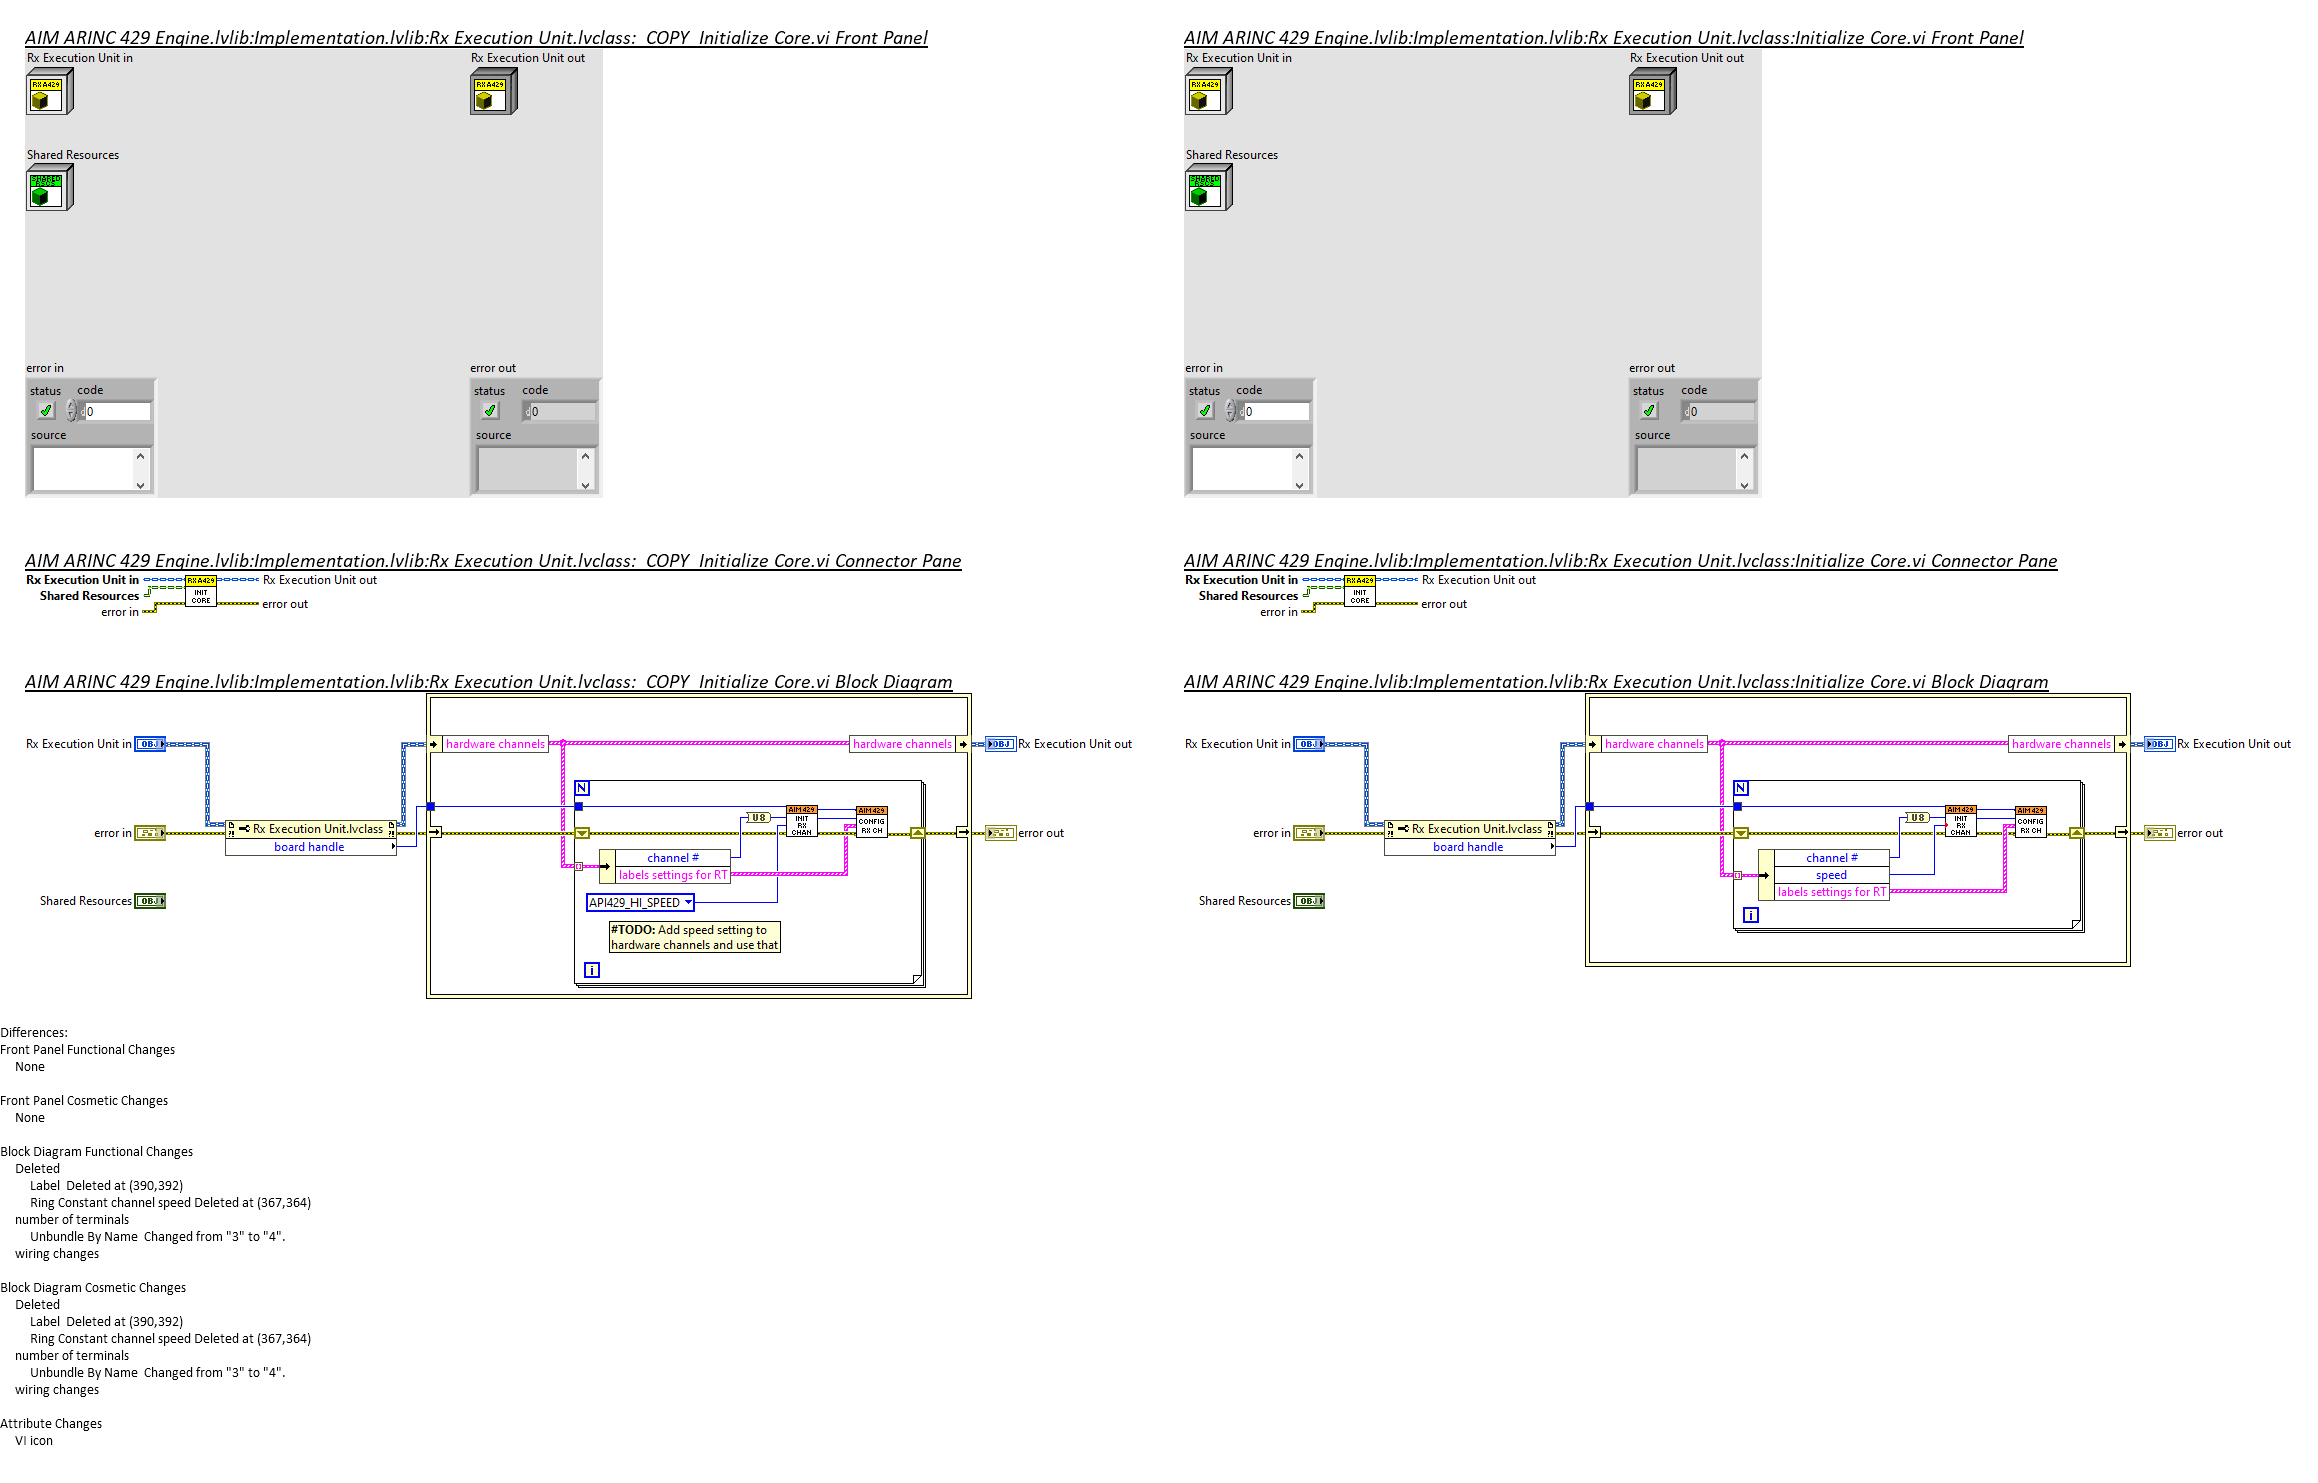 AIM ARINC 429 Engine.lvlib:Implementation.lvlib:Rx Execution Unit.lvclass:  COPY  Initialize Core.vi Front Panel
Rx Execution Unit in
Rx Execution Unit out
RX A429
RX A429
Shared Resources
SHARED RSCS
error in
error out
status code
status code
0
0
source
source
AIM ARINC 429 Engine.lvlib:Implementation.lvlib:Rx Execution Unit.lvclass:Initialize Core.vi Front Panel
Rx Execution Unit in
Rx Execution Unit out
RX A429
RX A429
Shared Resources
SHARED RSCS
error in
error out
status code
status code
0
0
source
source
AIM ARINC 429 Engine.lvlib:Implementation.lvlib:Rx Execution Unit.lvclass:  COPY  Initialize Core.vi Connector Pane
Rx Execution Unit in
RX A429
Rx Execution Unit out
Shared Resources
INIT
CORE
error in
error out
AIM ARINC 429 Engine.lvlib:Implementation.lvlib:Rx Execution Unit.lvclass:Initialize Core.vi Connector Pane
Rx Execution Unit in
RX A429
Rx Execution Unit out
Shared Resources
INIT
CORE
error in
error out
AIM ARINC 429 Engine.lvlib:Implementation.lvlib:Rx Execution Unit.lvclass:  COPY  Initialize Core.vi Block Diagram
Rx Execution Unit in
OBJ
hardware channels
hardware channels
OBJ
Rx Execution Unit out
N
U8
AIM429
INIT
RX
CHAN
AIM429
CONFIG
RX CH
error in
Rx Execution Unit.lvclass
board handle
error out
channel #
labels settings for RT
Shared Resources
OBJ
API429_HI_SPEED
#TODO: Add speed setting to
hardware channels and use that
i
AIM ARINC 429 Engine.lvlib:Implementation.lvlib:Rx Execution Unit.lvclass:Initialize Core.vi Block Diagram
Rx Execution Unit in
OBJ
hardware channels
hardware channels
OBJ
Rx Execution Unit out
N
U8
AIM429
INIT
RX
CHAN
AIM429
CONFIG
RX CH
error in
Rx Execution Unit.lvclass
board handle
error out
channel #
speed
labels settings for RT
Shared Resources
OBJ
i
Differences:
Front Panel Functional Changes
None
Front Panel Cosmetic Changes
None
Block Diagram Functional Changes
Deleted
Label  Deleted at (390,392)
Ring Constant channel speed Deleted at (367,364)
number of terminals
Unbundle By Name  Changed from "3" to "4".
wiring changes
Block Diagram Cosmetic Changes
Deleted
Label  Deleted at (390,392)
Ring Constant channel speed Deleted at (367,364)
number of terminals
Unbundle By Name  Changed from "3" to "4".
wiring changes
Attribute Changes
VI icon